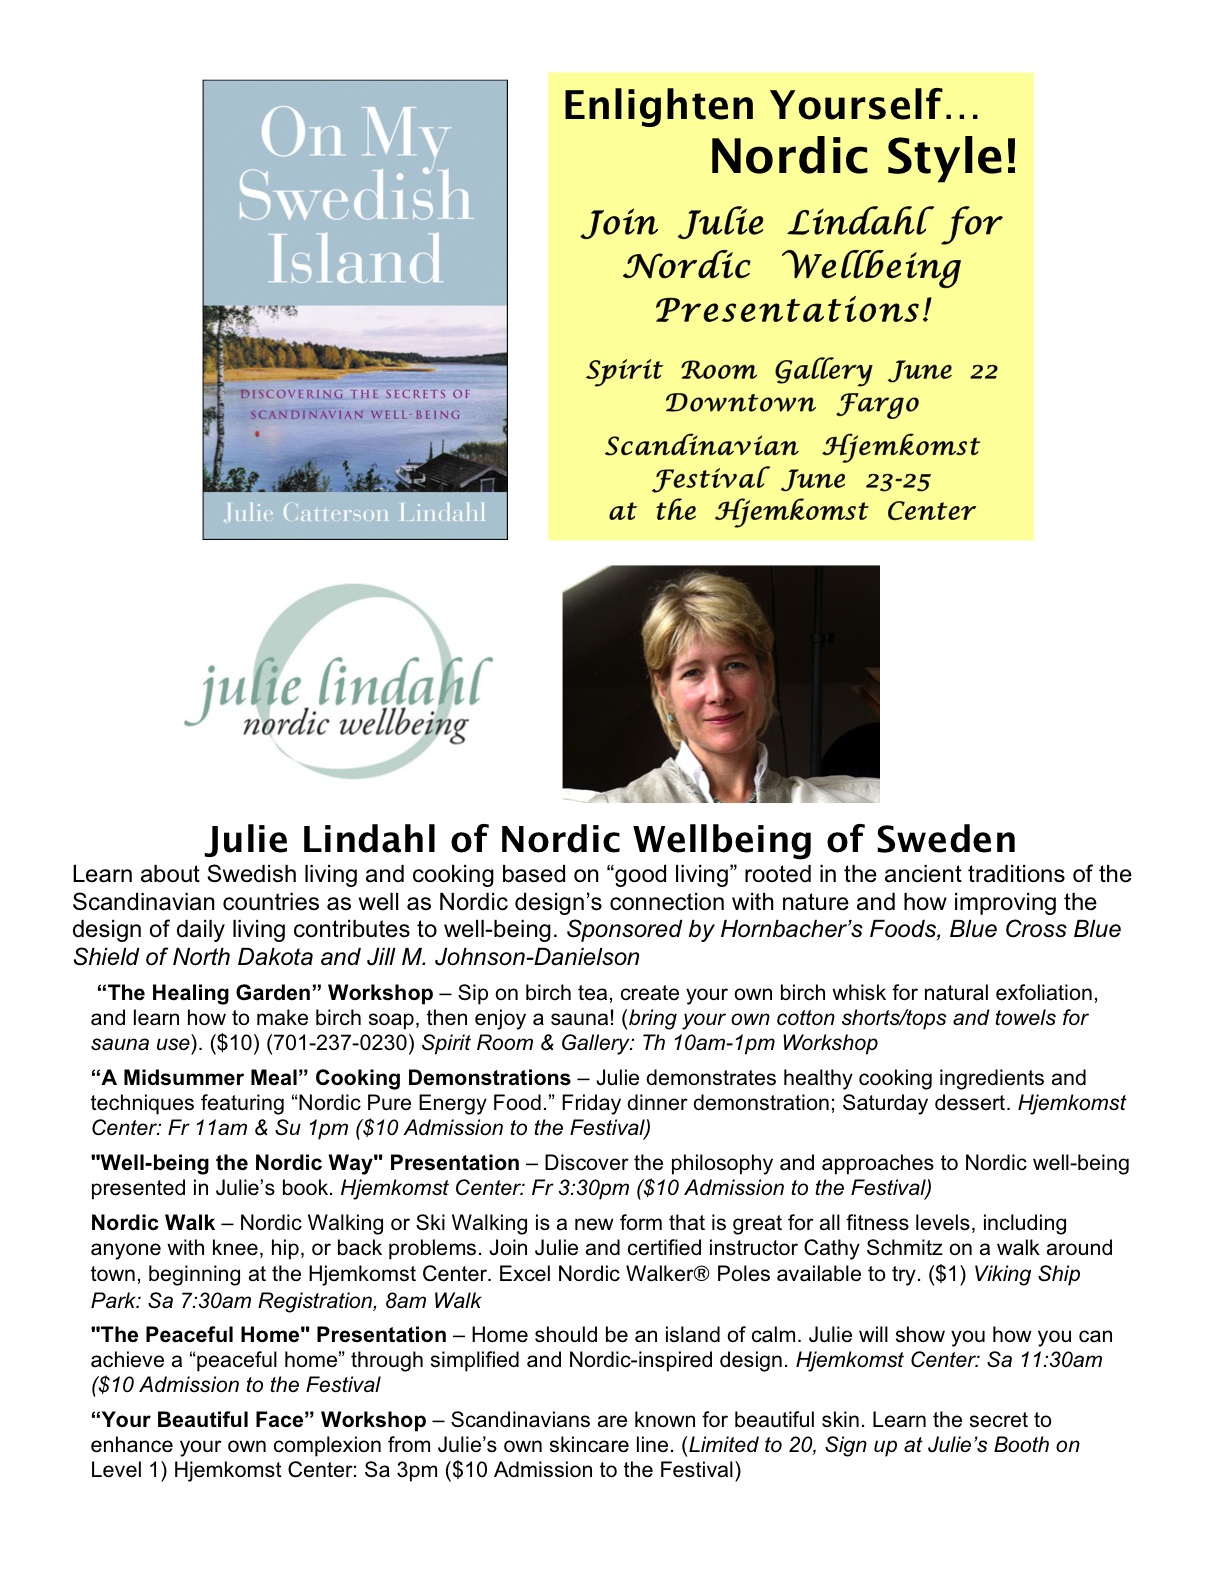 On My
Swedish
Island
DISCOVERING THE SECRETS OF
SCANDINAVIAN WELL-BEING
Julie Catterson Lindahl
Enlighten Yourself…
Nordic Style!
Join Julie Lindahl for
Nordic Wellbeing
Presentations!
Spirit Room Gallery June 22
Downtown Fargo
Scandinavian Hjemkomst
Festival June 23-25
at the Hjemkomst Center
julie lindahl
nordic wellbeing
Julie Lindahl of Nordic Wellbeing of Sweden
Learn about Swedish living and cooking based on “good living” rooted in the ancient traditions of the
Scandinavian countries as well as Nordic design’s connection with nature and how improving the
design of daily living contributes to well-being. Sponsored by Hornbacher’s Foods, Blue Cross Blue
Shield of North Dakota and Jill M. Johnson-Danielson
“The Healing Garden” Workshop – Sip on birch tea, create your own birch whisk for natural exfoliation,
and learn how to make birch soap, then enjoy a sauna! (bring your own cotton shorts/tops and towels for
sauna use). ($10) (701-237-0230) Spirit Room & Gallery: Th 10am-1pm Workshop
“A Midsummer Meal” Cooking Demonstrations – Julie demonstrates healthy cooking ingredients and
techniques featuring “Nordic Pure Energy Food.” Friday dinner demonstration; Saturday dessert. Hjemkomst
Center: Fr 11am & Su 1pm ($10 Admission to the Festival)
"Well-being the Nordic Way" Presentation – Discover the philosophy and approaches to Nordic well-being
presented in Julie’s book. Hjemkomst Center: Fr 3:30pm ($10 Admission to the Festival)
Nordic Walk – Nordic Walking or Ski Walking is a new form that is great for all fitness levels, including
anyone with knee, hip, or back problems. Join Julie and certified instructor Cathy Schmitz on a walk around
town, beginning at the Hjemkomst Center. Excel Nordic Walker® Poles available to try. ($1) Viking Ship
Park: Sa 7:30am Registration, 8am Walk
"The Peaceful Home" Presentation – Home should be an island of calm. Julie will show you how you can
achieve a “peaceful home” through simplified and Nordic-inspired design. Hjemkomst Center: Sa 11:30am
($10 Admission to the Festival
“Your Beautiful Face” Workshop – Scandinavians are known for beautiful skin. Learn the secret to
enhance your own complexion from Julie’s own skincare line. (Limited to 20, Sign up at Julie’s Booth on
Level 1) Hjemkomst Center: Sa 3pm ($10 Admission to the Festival)